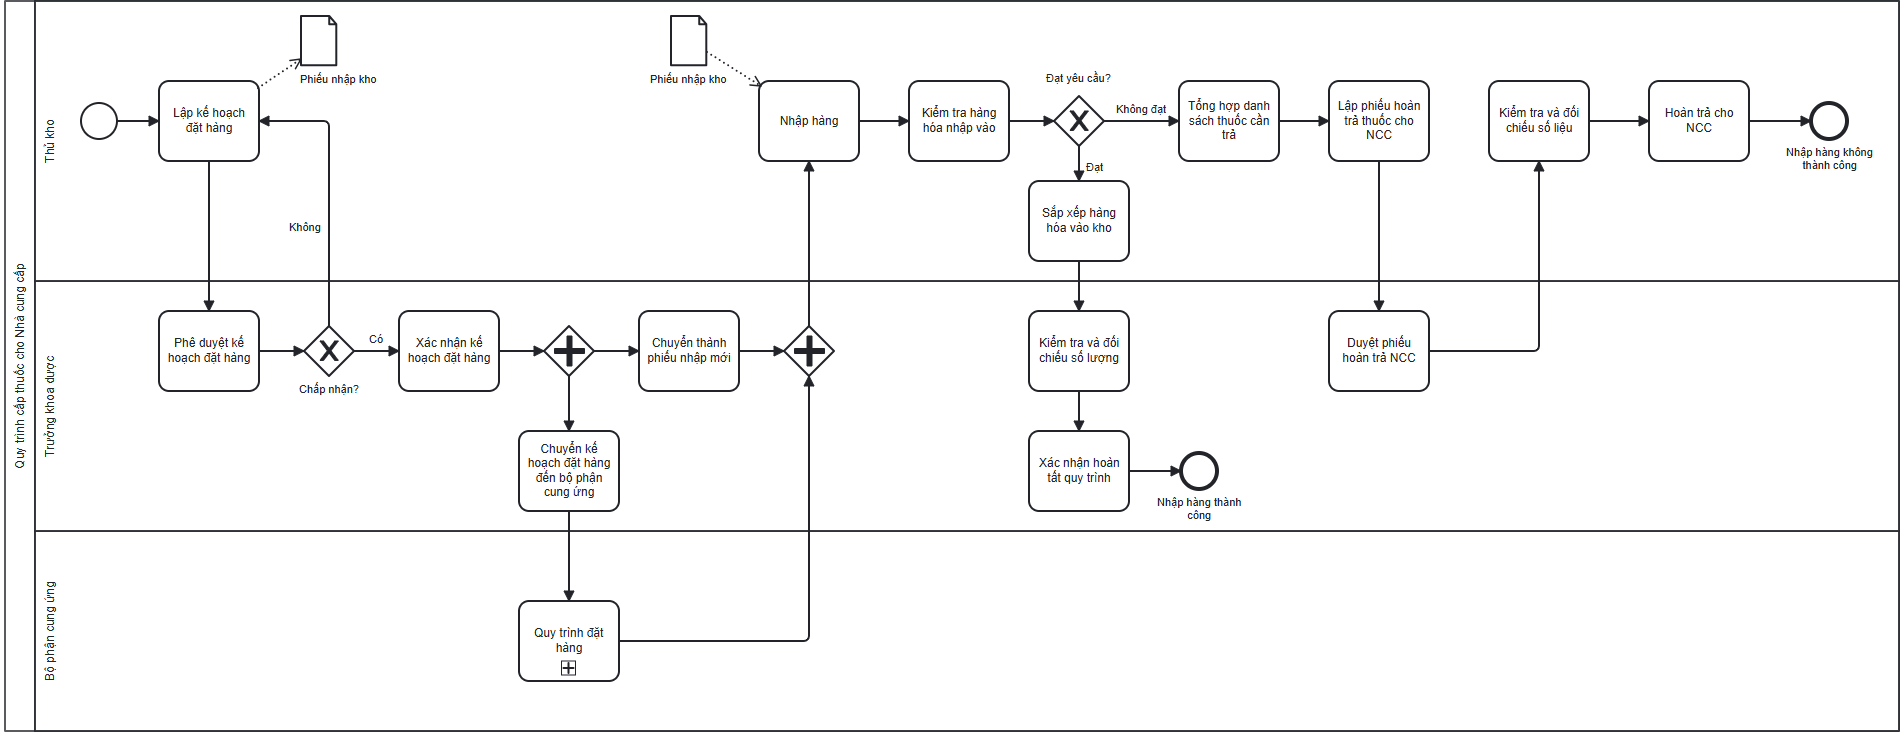 Quy trình cấp thuốc cho Nhà cung cấp
Thủ kho
Phiếu nhập kho
Lập kế hoạch
đặt hàng
Không
Phiếu nhập kho
Nhập hàng
Kiểm tra hàng
hóa nhập vào
Đạt yêu cầu?
Không đạt
Đạt
Tổng hợp danh
sách thuốc cần
trả
Lập phiếu hoàn
trả thuốc cho
NCC
Kiểm tra và đối
chiếu số liệu
Hoàn trả cho
NCC
Nhập hàng không
thành công
Sắp xếp hàng
hóa vào kho
Trưởng khoa dược
Phê duyệt kế
hoạch đặt hàng
Chấp nhận?
Có
Xác nhận kế
hoạch đặt hàng
Chuyển thành
phiếu nhập mới
Chuyển kế
hoạch đặt hàng
đến bộ phận
cung ứng
Kiểm tra và đối
chiếu số lượng
Xác nhận hoàn
tất quy trình
Nhập hàng thành
công
Duyệt phiếu
hoàn trả NCC
Bộ phận cung ứng
Quy trình đặt
hàng